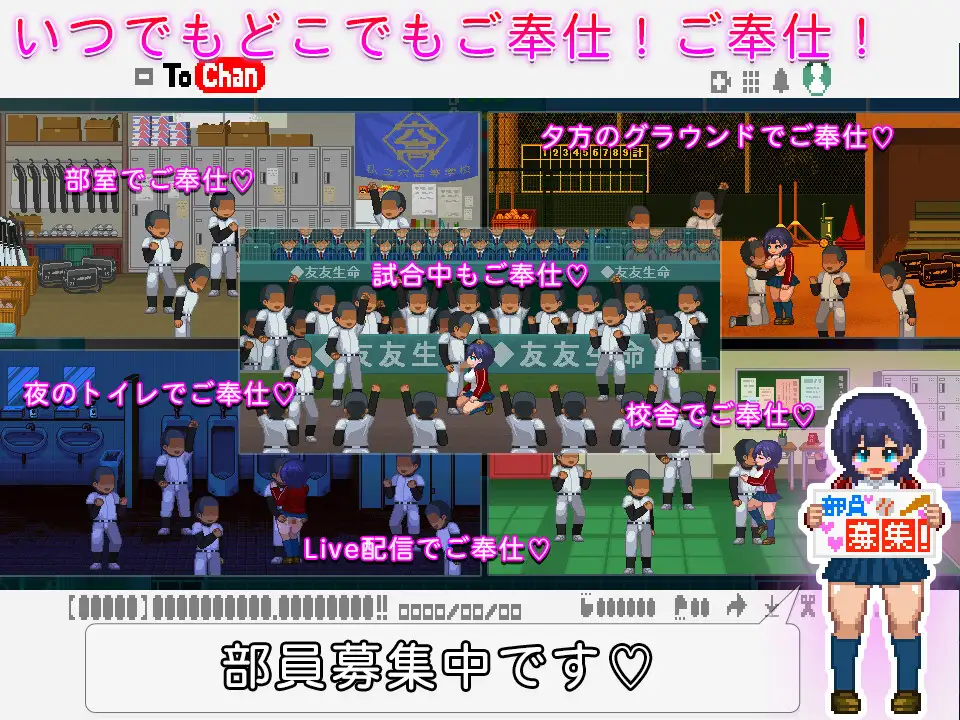 いつでもどこでもご奉仕！ご奉仕！
To Chan
部室でご奉仕♡
夕方のグラウンドでご奉仕♡
1 2 3 4 5 6 7 8 9 計
◆友友生命
◆友友生命
試合中もご奉仕♡
◆友友生命
夜のトイレでご奉仕♡
校舎でご奉仕♡
部員
募集!
Live配信でご奉仕♡
部員募集中です♡